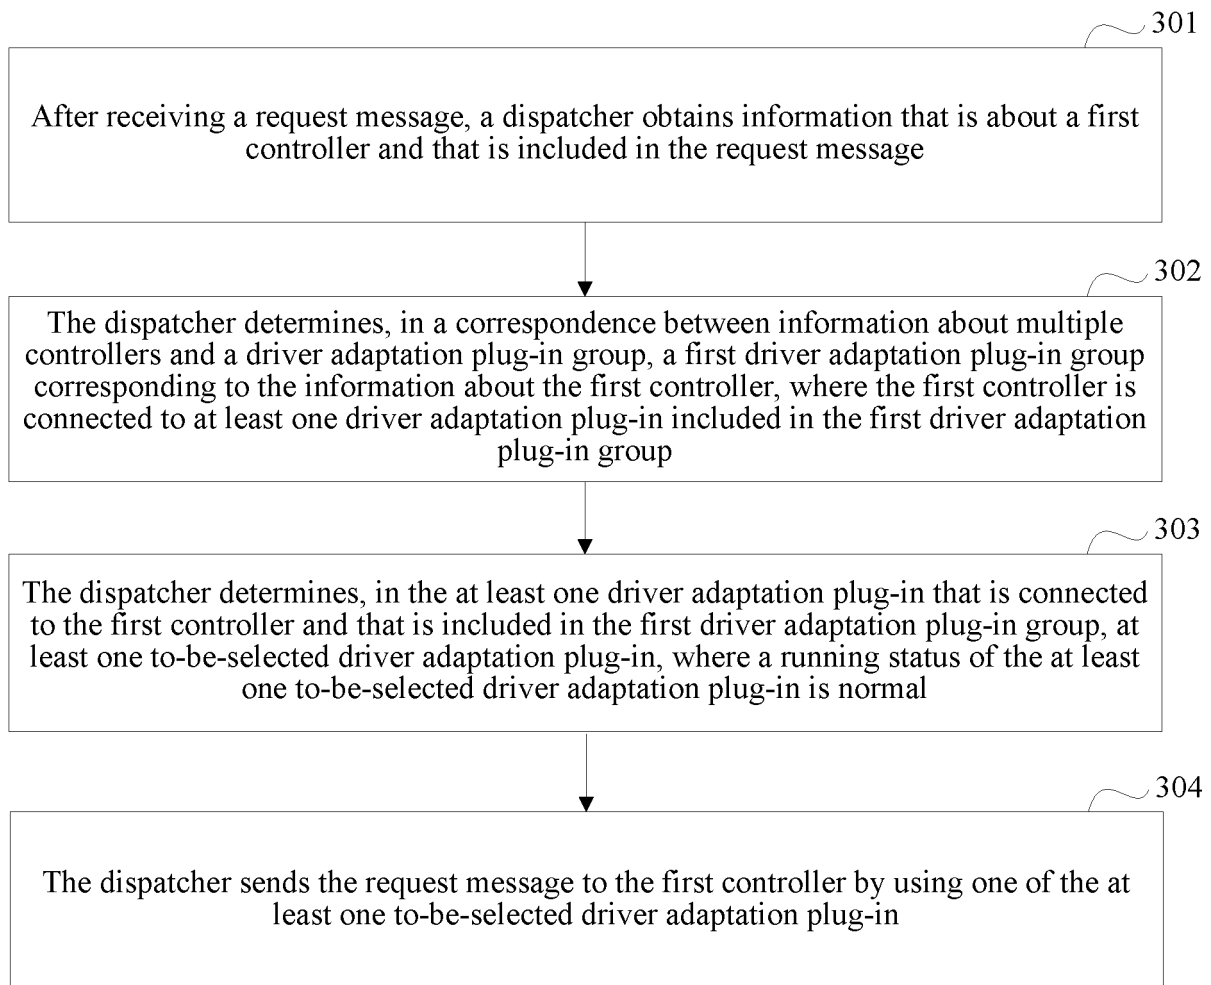 301
After receiving a request message, a dispatcher obtains information that is about a first
controller and that is included in the request message
302
The dispatcher determines, in a correspondence between information about multiple
controllers and a driver adaptation plug-in group, a first driver adaptation plug-in group
corresponding to the information about the first controller, where the first controller is
connected to at least one driver adaptation plug-in included in the first driver adaptation
plug-in group
303
The dispatcher determines, in the at least one driver adaptation plug-in that is connected
to the first controller and that is included in the first driver adaptation plug-in group, at
least one to-be-selected driver adaptation plug-in, where a running status of the at least
one to-be-selected driver adaptation plug-in is normal
304
The dispatcher sends the request message to the first controller by using one of the at
least one to-be-selected driver adaptation plug-in